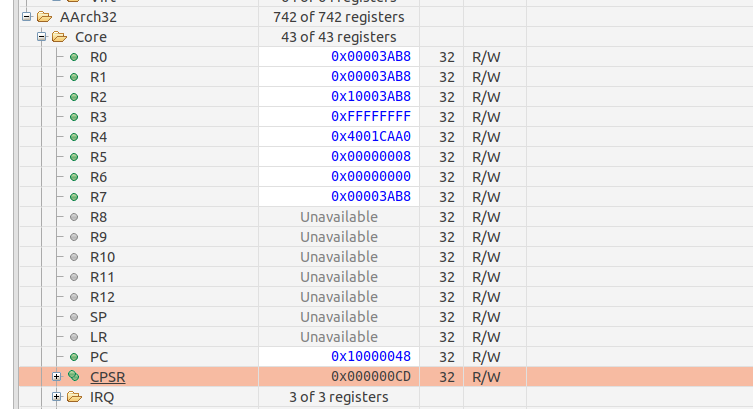 AArch32 742 of 742 registers
Core 43 of 43 registers
R0 0x00003AB8 32 R/W
R1 0x00003AB8 32 R/W
R2 0x10003AB8 32 R/W
R3 0xFFFFFFFF 32 R/W
R4 0x4001CAA0 32 R/W
R5 0x00000008 32 R/W
R6 0x00000000 32 R/W
R7 0x00003AB8 32 R/W
R8 Unavailable 32 R/W
R9 Unavailable 32 R/W
R10 Unavailable 32 R/W
R11 Unavailable 32 R/W
R12 Unavailable 32 R/W
SP Unavailable 32 R/W
LR Unavailable 32 R/W
PC 0x10000048 32 R/W
CPSR 0x000000CD 32 R/W
IRQ 3 of 3 registers